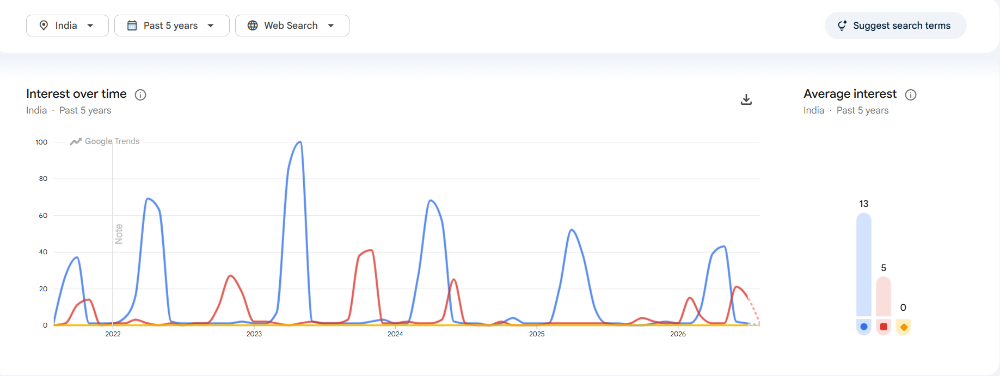 India
Past 5 years
Web Search
Suggest search terms
Interest over time
India · Past 5 years
Average interest
India · Past 5 years
Google Trends
100
80
60
40
20
0
Note
2022
2023
2024
2025
2026
13
5
0